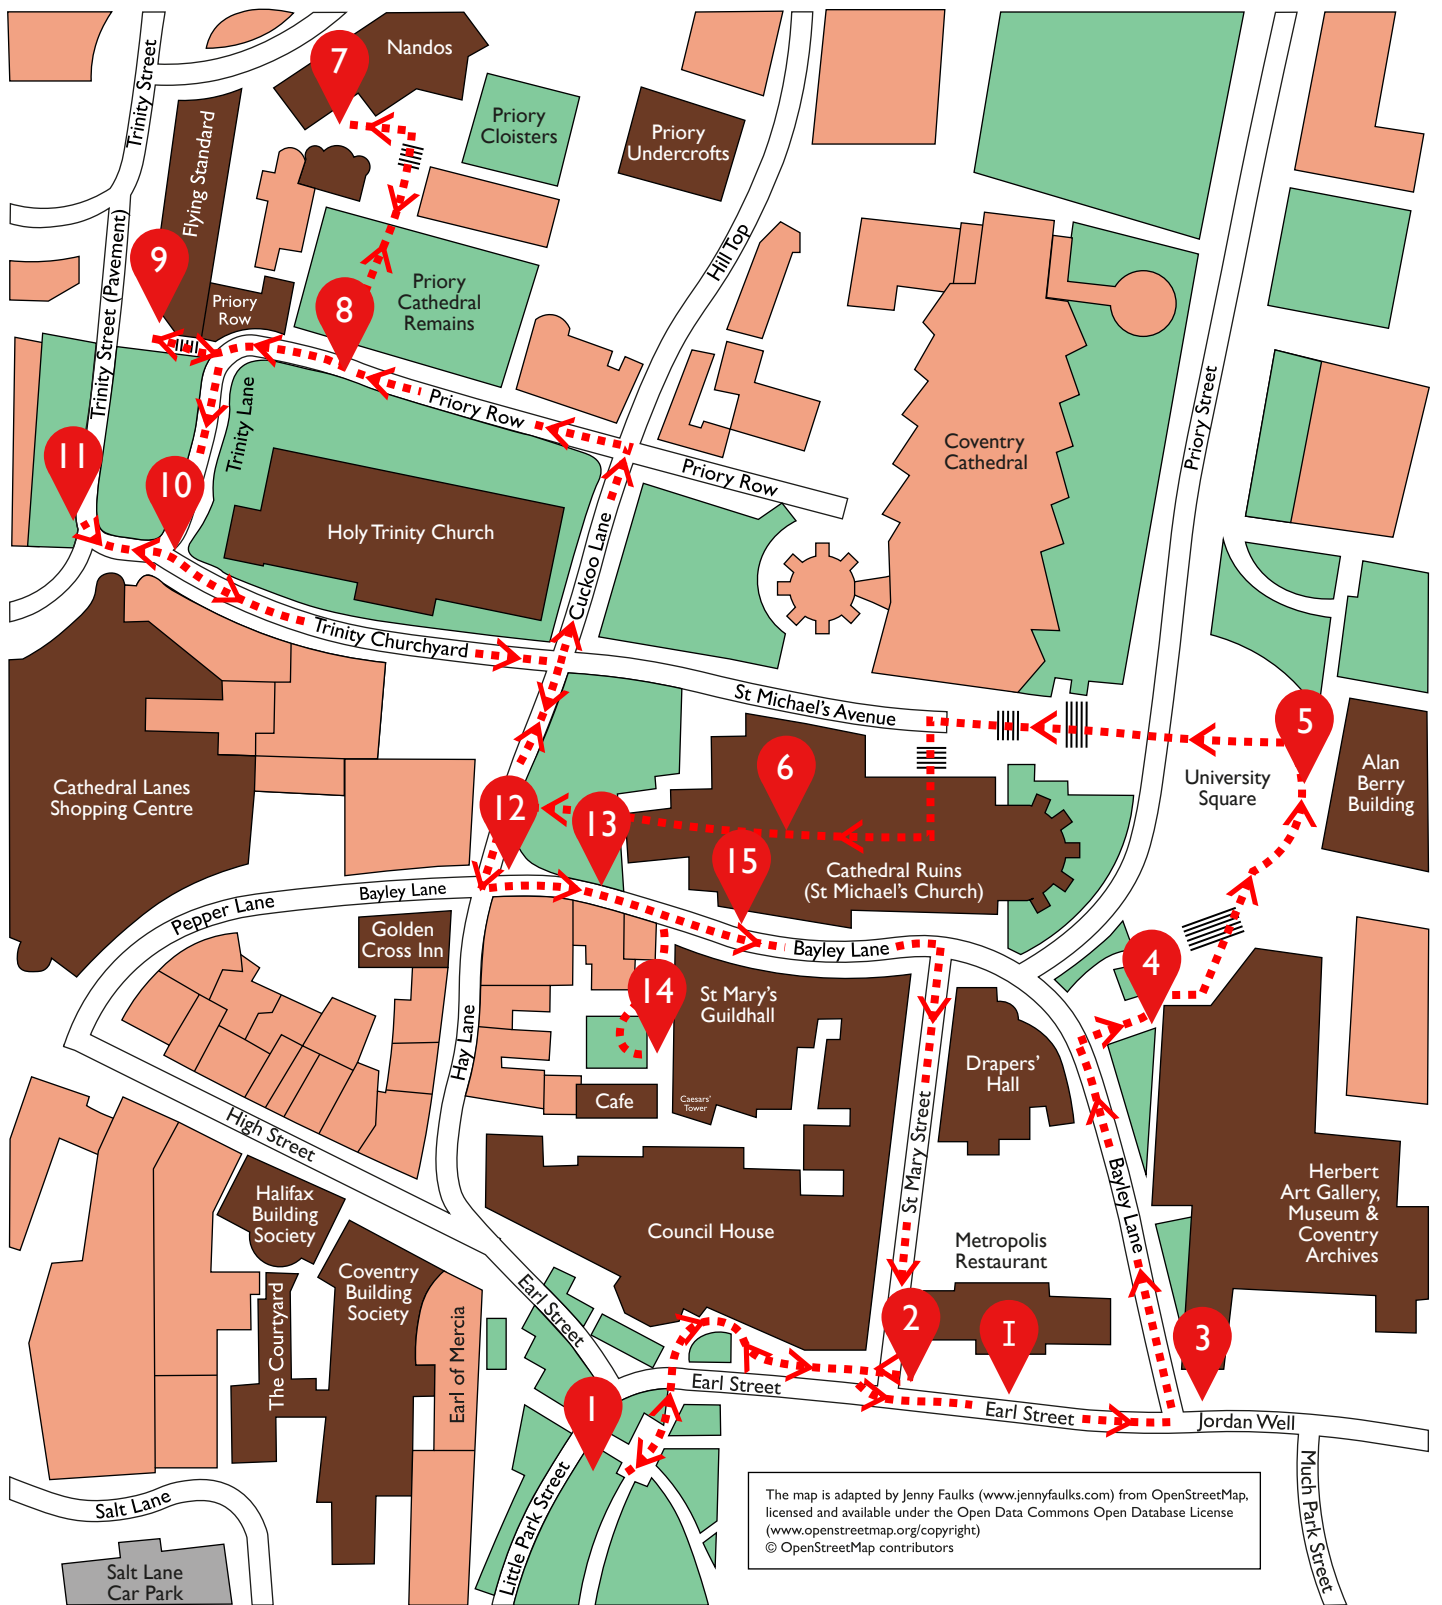 Trinity Street
7
Nandos
Priory
Cloisters
Priory
Undercrofts
Flying Standard
Hill Top
Trinity Street (Pavement)
9
Priory
Row
8
Priory
Cathedral
Remains
Trinity Lane
Priory Row
Priory Row
Priory Street
Coventry
Cathedral
11
10
Holy Trinity Church
Cuckoo Lane
Trinity Churchyard
St Michael's Avenue
5
University
Square
Alan
Berry
Building
Cathedral Lanes
Shopping Centre
6
12
13
15
Cathedral Ruins
(St Michael's Church)
Pepper Lane
Bayley Lane
Golden
Cross Inn
Bayley Lane
4
14
St Mary's
Guildhall
Hay Lane
Drapers'
Hall
Cafe
Caesars'
Tower
High Street
St Mary Street
Bayley Lane
Herbert
Art Gallery,
Museum &
Coventry
Archives
Halifax
Building
Society
Council House
Metropolis
Restaurant
Coventry
Building
Society
The Courtyard
Earl of Mercia
Earl Street
2
I
3
1
Earl Street
Earl Street
Jordan Well
Little Park Street
Much Park Street
Salt Lane
Salt Lane
Car Park
The map is adapted by Jenny Faulks (www.jennyfaulks.com) from OpenStreetMap,
licensed and available under the Open Data Commons Open Database License
(www.openstreetmap.org/copyright)
© OpenStreetMap contributors